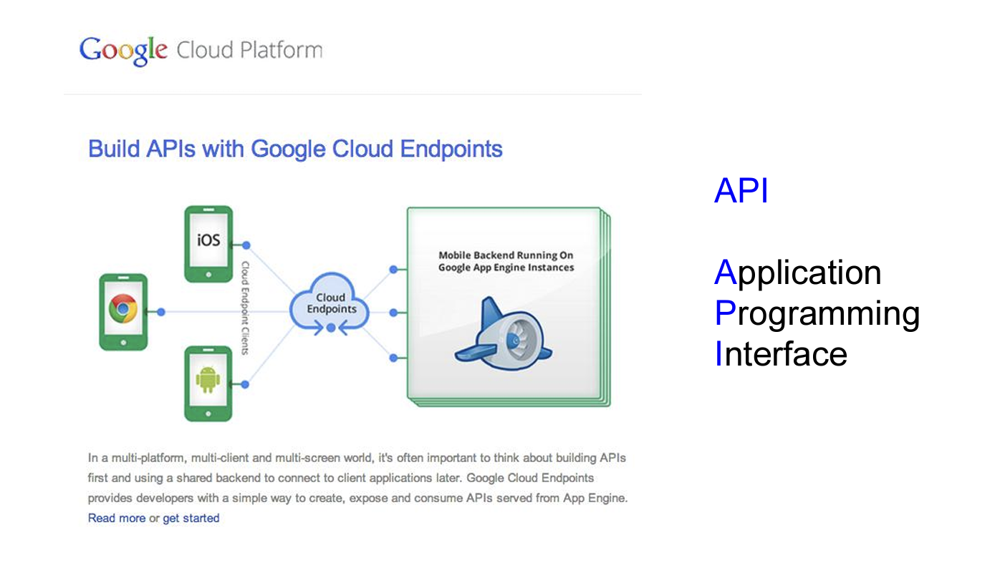 Google Cloud Platform
Build APIs with Google Cloud Endpoints
iOS
Cloud Endpoint Clients
Cloud
Endpoints
Mobile Backend Running On
Google App Engine Instances
In a multi-platform, multi-client and multi-screen world, it's often important to think about building APIs
first and using a shared backend to connect to client applications later. Google Cloud Endpoints
provides developers with a simple way to create, expose and consume APIs served from App Engine.
Read more or get started
API
Application
Programming
Interface